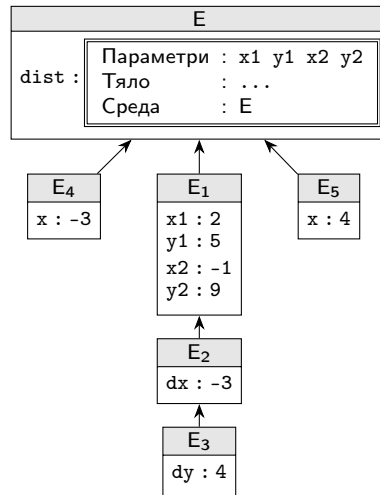 E
dist :
Параметри : x1 y1 x2 y2
Тяло : ...
Среда : E
E4
x : -3
E1
x1 : 2
y1 : 5
x2 : -1
y2 : 9
E5
x : 4
E2
dx : -3
E3
dy : 4